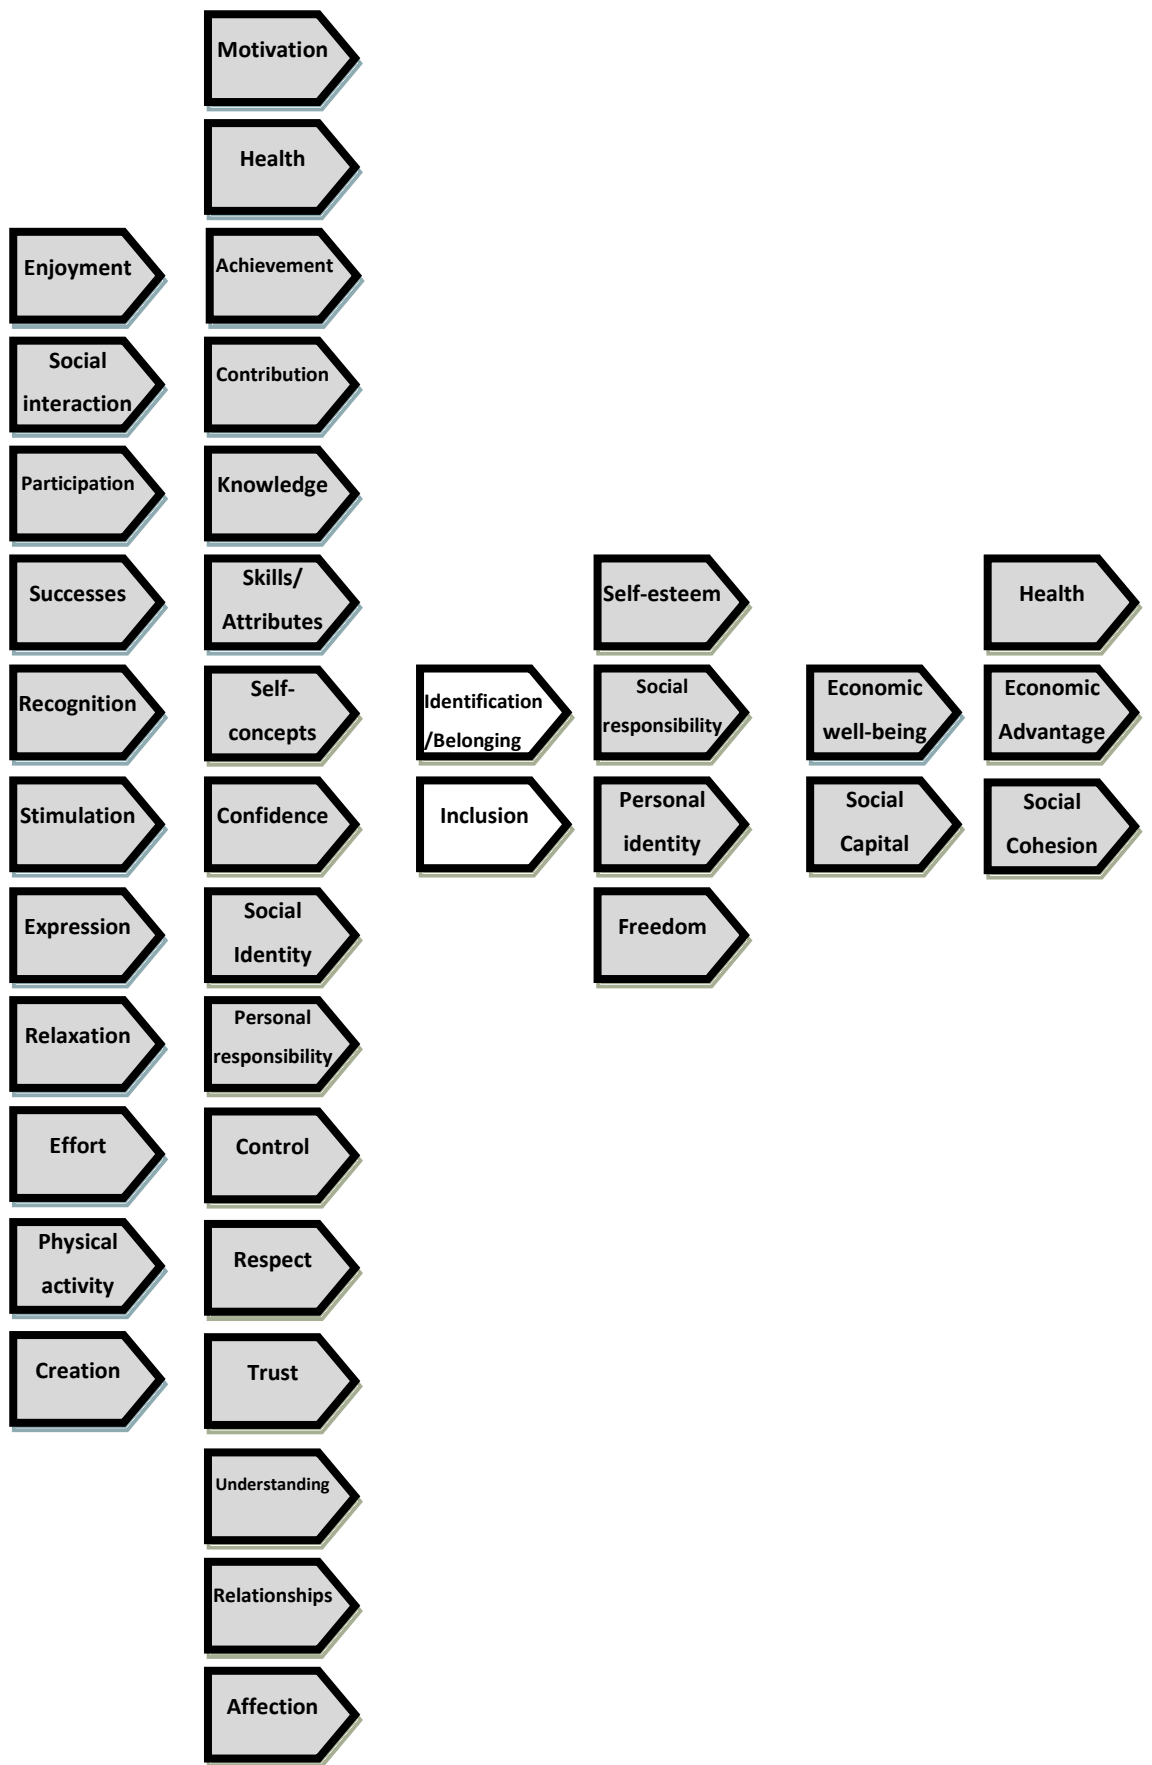 Motivation
Health
Enjoyment
Achievement
Social
interaction
Contribution
Participation
Knowledge
Successes
Skills/
Attributes
Self-esteem
Health
Recognition
Self-
concepts
Identification
/Belonging
Social
responsibility
Economic
well-being
Economic
Advantage
Stimulation
Confidence
Inclusion
Personal
identity
Social
Capital
Social
Cohesion
Expression
Social
Identity
Freedom
Relaxation
Personal
responsibility
Effort
Control
Physical
activity
Respect
Creation
Trust
Understanding
Relationships
Affection